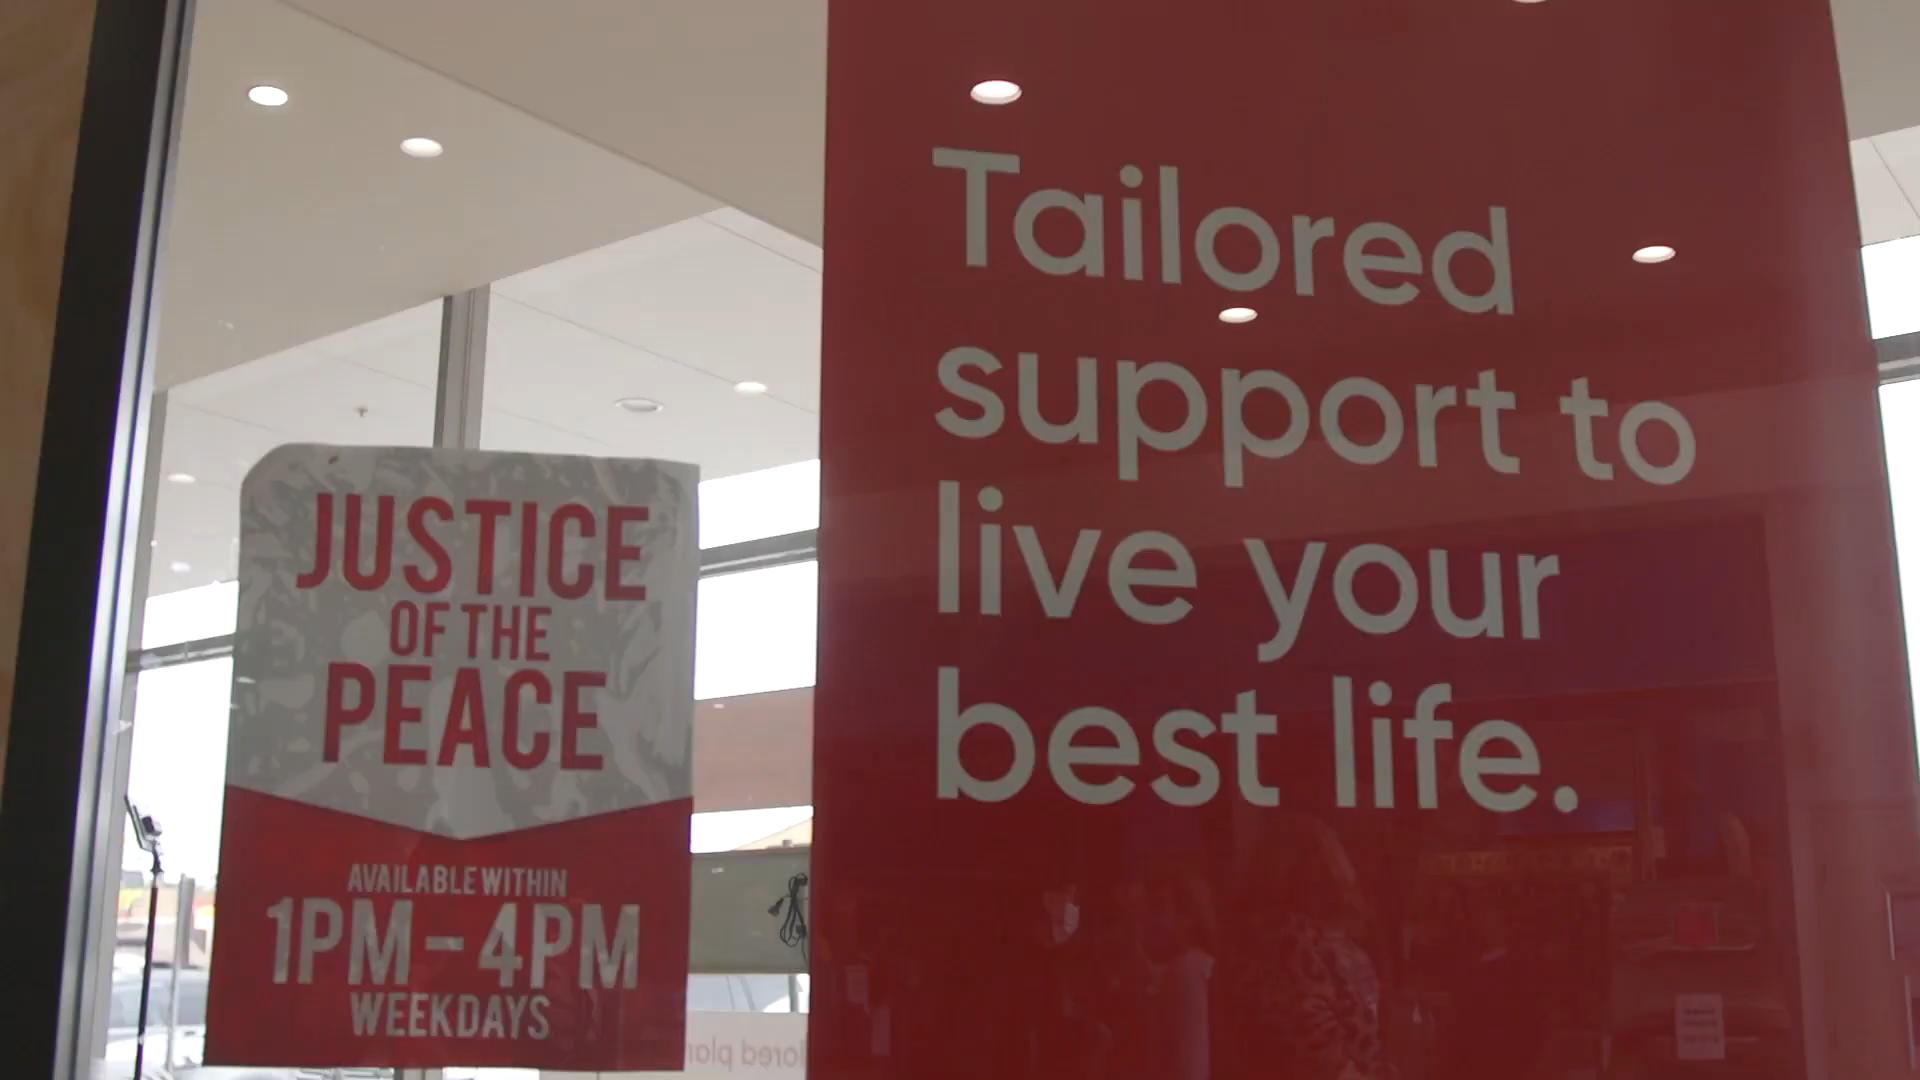 JUSTICE
OF THE
PEACE
AVAILABLE WITHIN
1PM - 4PM
WEEKDAYS
Tailored
support to
live your
best life.